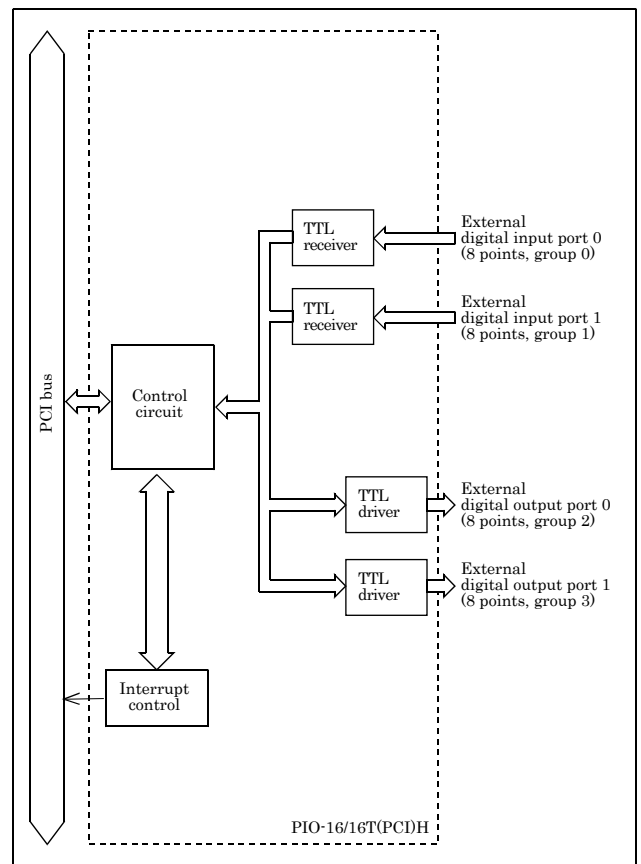 TTL
receiver
External
digital input port 0
(8 points, group 0)
TTL
receiver
External
digital input port 1
(8 points, group 1)
PCI bus
Control
circuit
TTL
driver
External
digital output port 0
(8 points, group 2)
TTL
driver
External
digital output port 1
(8 points, group 3)
Interrupt
control
PIO-16/16T(PCI)H